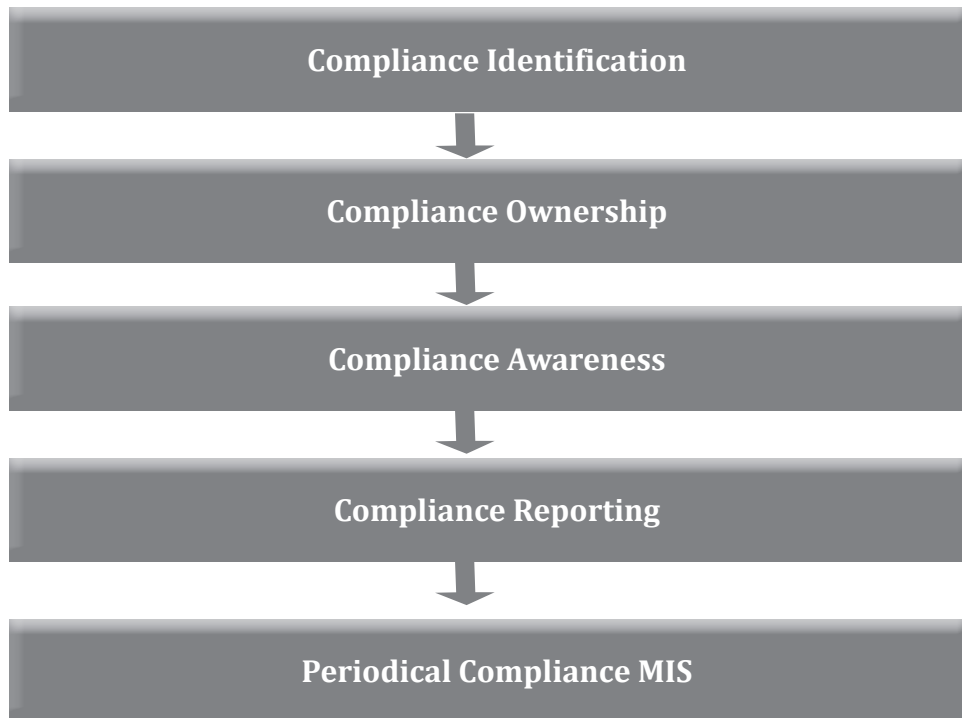 Compliance Identification
Compliance Ownership
Compliance Awareness
Compliance Reporting
Periodical Compliance MIS